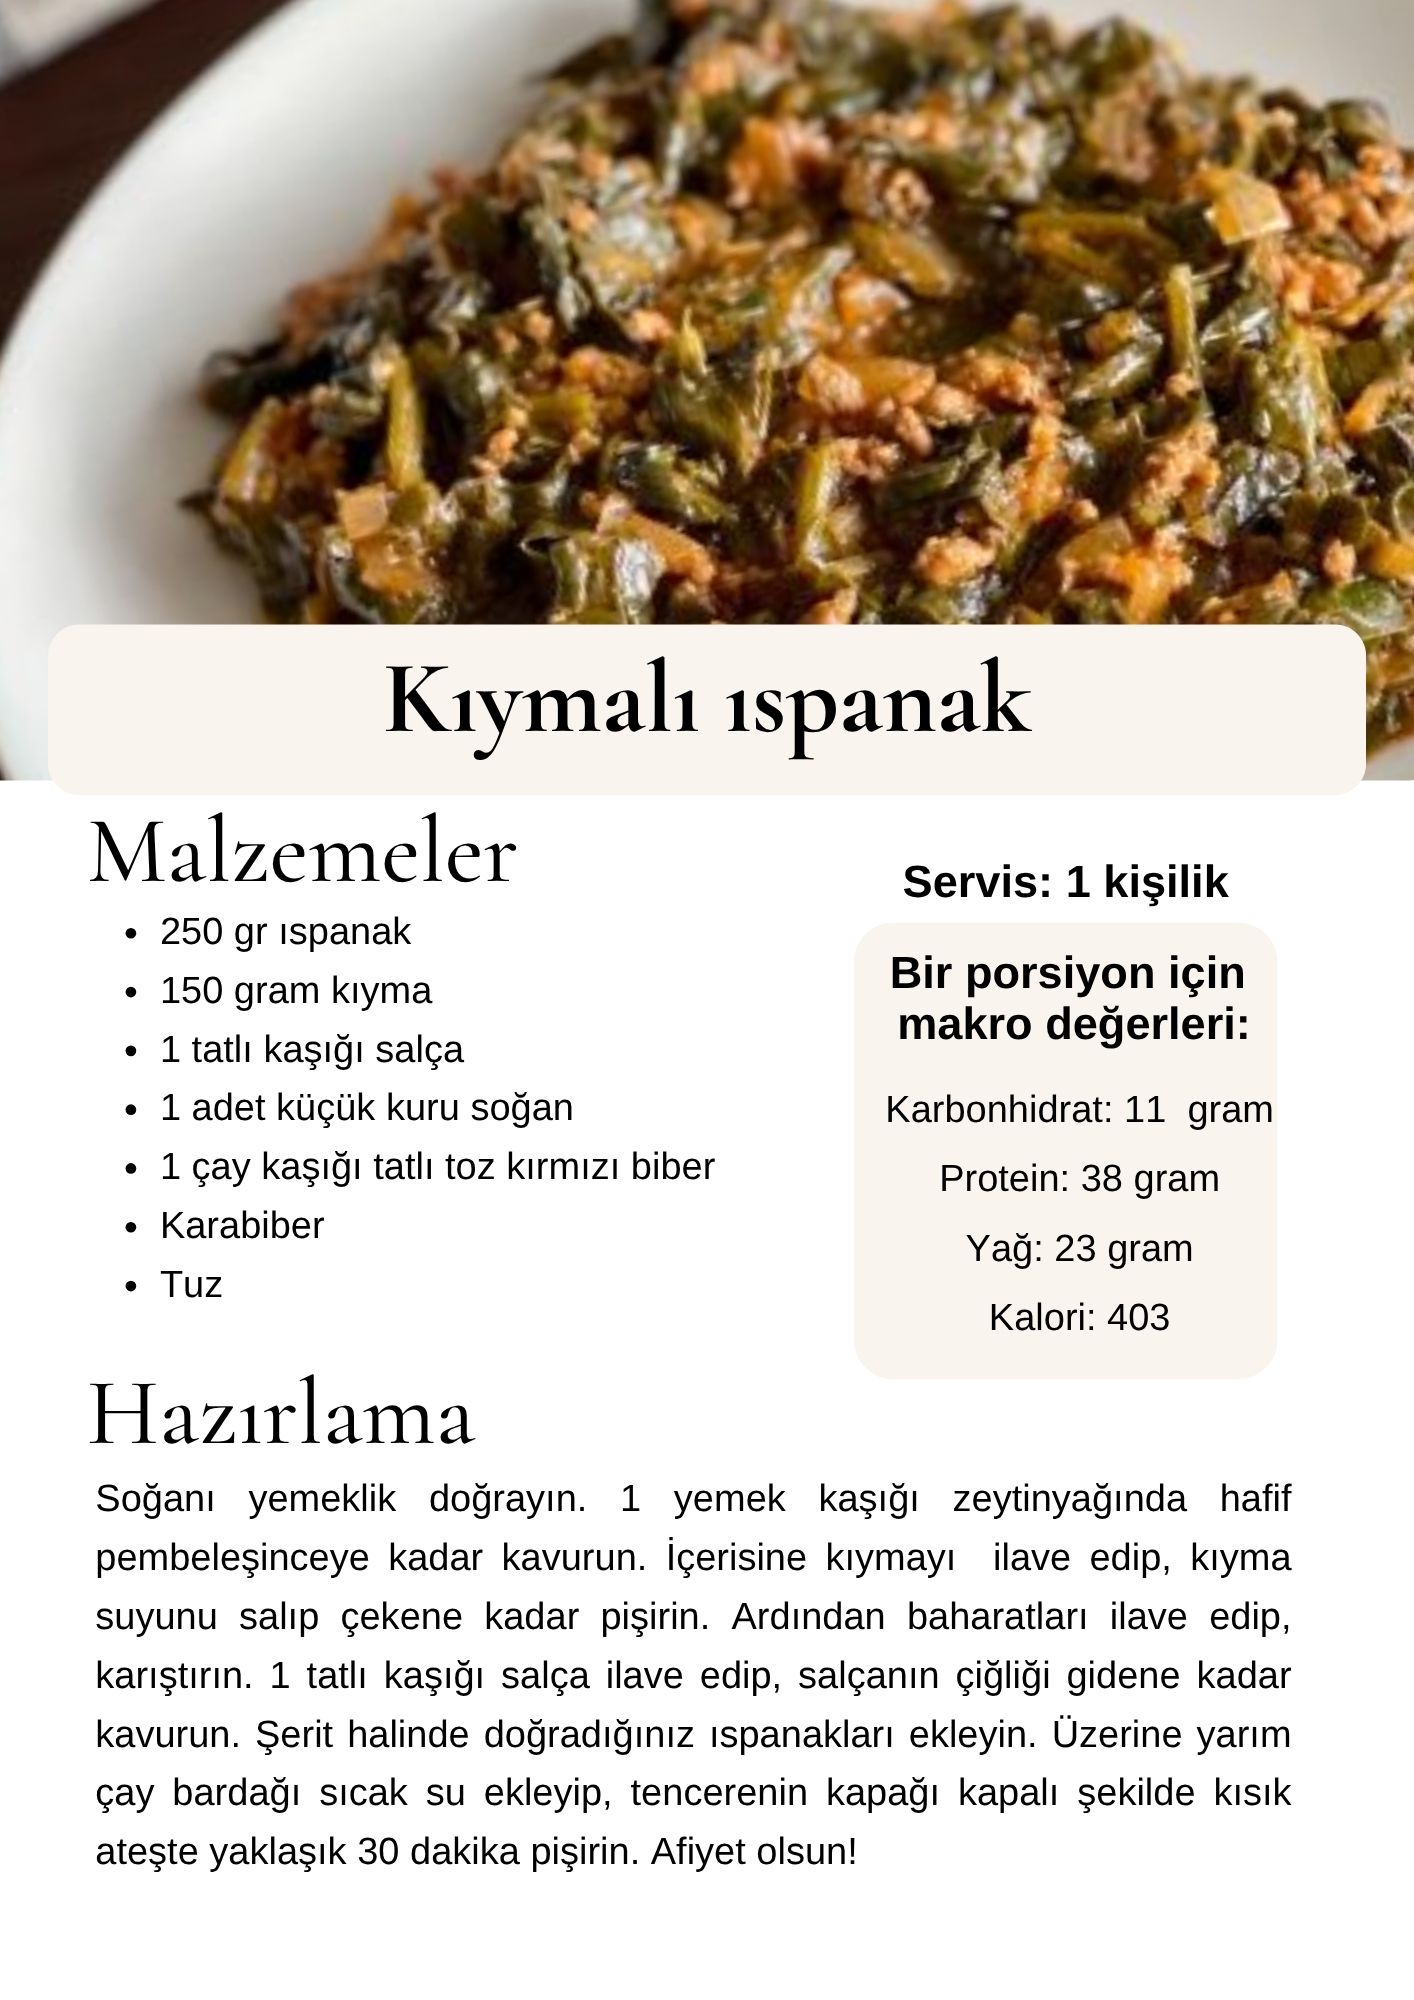 Kıymalı ıspanak
Malzemeler
250 gr ıspanak
150 gram kıyma
1 tatlı kaşığı salça
1 adet küçük kuru soğan
1 çay kaşığı tatlı toz kırmızı biber
Karabiber
Tuz
Servis: 1 kişilik
Bir porsiyon için
makro değerleri:
Karbonhidrat: 11  gram
Protein: 38 gram
Yağ: 23 gram
Kalori: 403
Hazırlama
Soğanı yemeklik doğrayın. 1 yemek kaşığı zeytinyağında hafif
pembeleşinceye kadar kavurun. İçerisine kıymayı  ilave edip, kıyma
suyunu salıp çekene kadar pişirin. Ardından baharatları ilave edip,
karıştırın. 1 tatlı kaşığı salça ilave edip, salçanın çiğliği gidene kadar
kavurun. Şerit halinde doğradığınız ıspanakları ekleyin. Üzerine yarım
çay bardağı sıcak su ekleyip, tencerenin kapağı kapalı şekilde kısık
ateşte yaklaşık 30 dakika pişirin. Afiyet olsun!